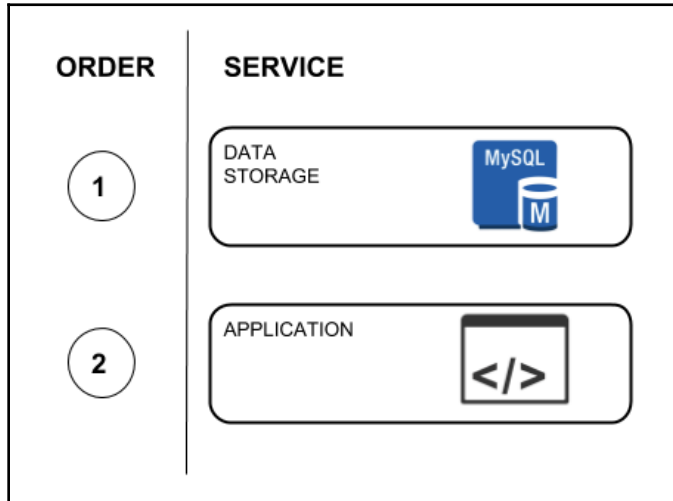 ORDER SERVICE
1
DATA
STORAGE
MySQL
M
2
APPLICATION
</>